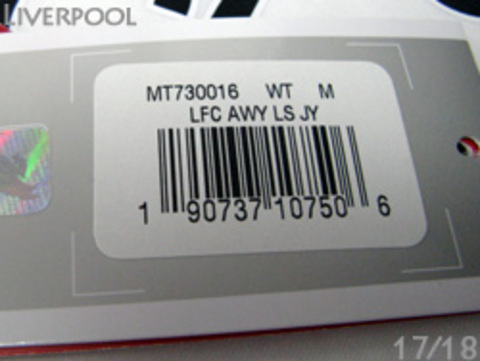 LIVERPOOL
MT730016 WT M
LFC AWY LS JY
1 90737 10750 6
17/18